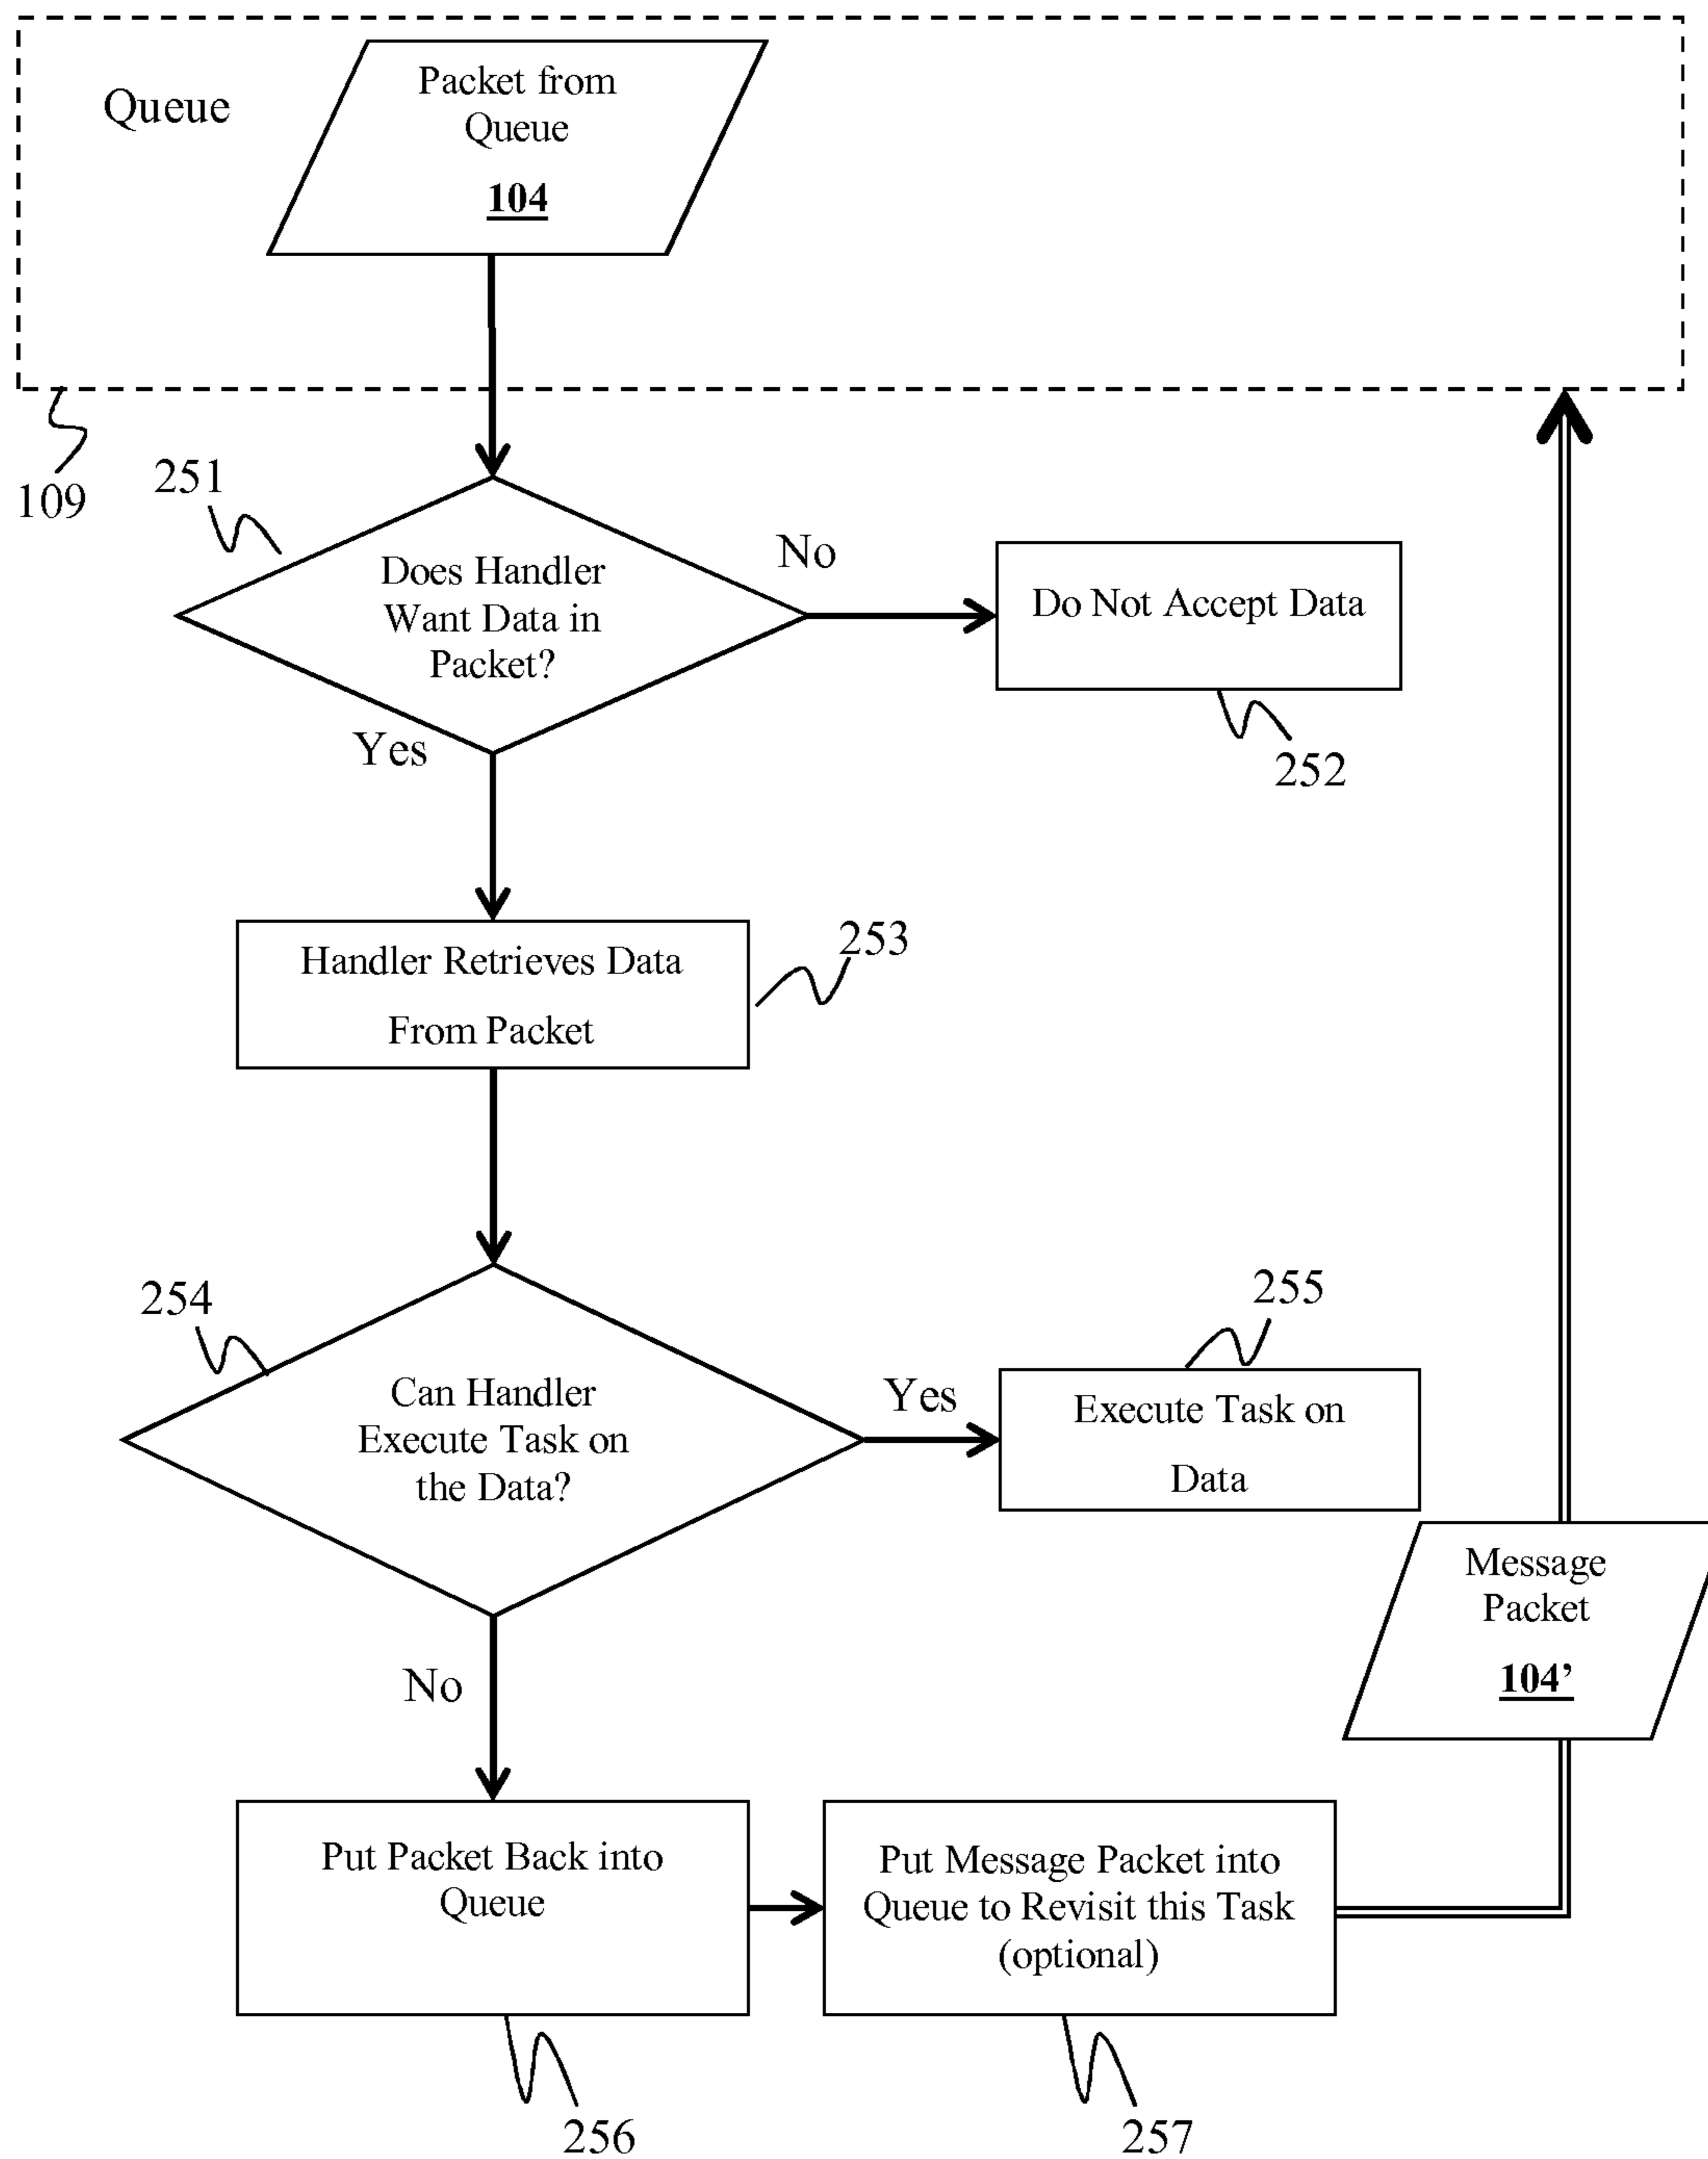 Queue
Packet from
Queue
104
109
251
Does Handler
Want Data in
Packet?
No
Do Not Accept Data
252
Yes
Handler Retrieves Data
From Packet
253
254
Can Handler
Execute Task on
the Data?
Yes
255
Execute Task on
Data
Message
Packet
104’
No
Put Packet Back into
Queue
Put Message Packet into
Queue to Revisit this Task
(optional)
256
257